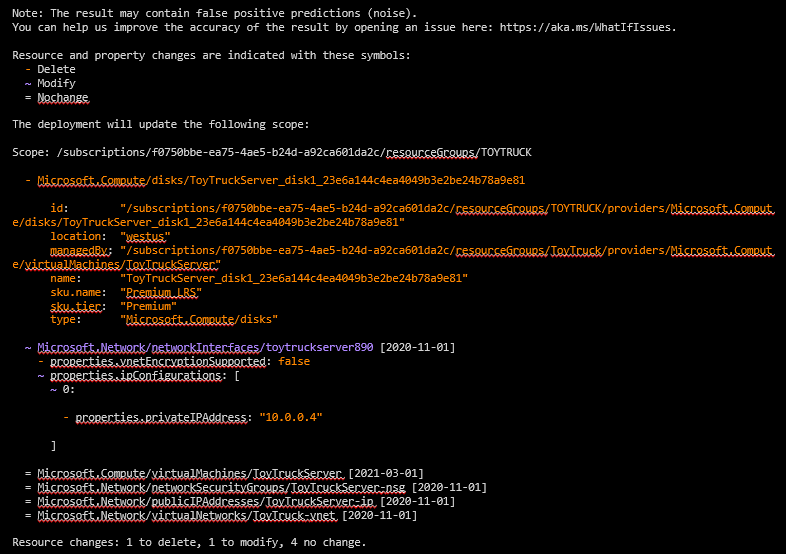 Note: The result may contain false positive predictions (noise).
You can help us improve the accuracy of the result by opening an issue here: https://aka.ms/WhatIfIssues.
Resource and property changes are indicated with these symbols:
- Delete
~ Modify
= Nochange
The deployment will update the following scope:
Scope: /subscriptions/f0750bbe-ea75-4ae5-b24d-a92ca601da2c/resourceGroups/TOYTRUCK
- Microsoft.Compute/disks/ToyTruckServer_disk1_23e6a144c4ea4049b3e2be24b78a9e81
id: "/subscriptions/f0750bbe-ea75-4ae5-b24d-a92ca601da2c/resourceGroups/TOYTRUCK/providers/Microsoft.Comput
e/disks/ToyTruckServer_disk1_23e6a144c4ea4049b3e2be24b78a9e81"
location: "westus"
managedBy: "/subscriptions/f0750bbe-ea75-4ae5-b24d-a92ca601da2c/resourceGroups/ToyTruck/providers/Microsoft.Comput
e/virtualMachines/ToyTruckServer"
name: "ToyTruckServer_disk1_23e6a144c4ea4049b3e2be24b78a9e81"
sku.name: "Premium_LRS"
sku.tier: "Premium"
type: "Microsoft.Compute/disks"
~ Microsoft.Network/networkInterfaces/toytruckserver890 [2020-11-01]
- properties.vnetEncryptionSupported: false
~ properties.ipConfigurations: [
~ 0:
- properties.privateIPAddress: "10.0.0.4"
]
= Microsoft.Compute/virtualMachines/ToyTruckServer [2021-03-01]
= Microsoft.Network/networkSecurityGroups/ToyTruckServer-nsg [2020-11-01]
= Microsoft.Network/publicIPAddresses/ToyTruckServer-ip [2020-11-01]
= Microsoft.Network/virtualNetworks/ToyTruck-vnet [2020-11-01]
Resource changes: 1 to delete, 1 to modify, 4 no change.